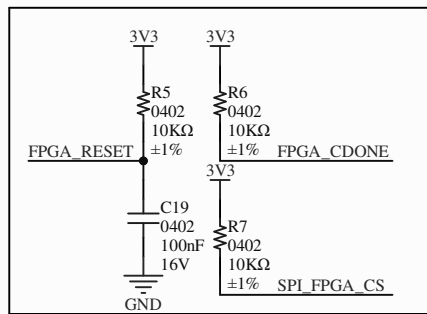 3V3
R5
0402
10KΩ
±1%
FPGA_RESET
C19
0402
100nF
16V
GND
3V3
R6
0402
10KΩ
±1%
FPGA_CDONE
3V3
R7
0402
10KΩ
±1%
SPI_FPGA_CS